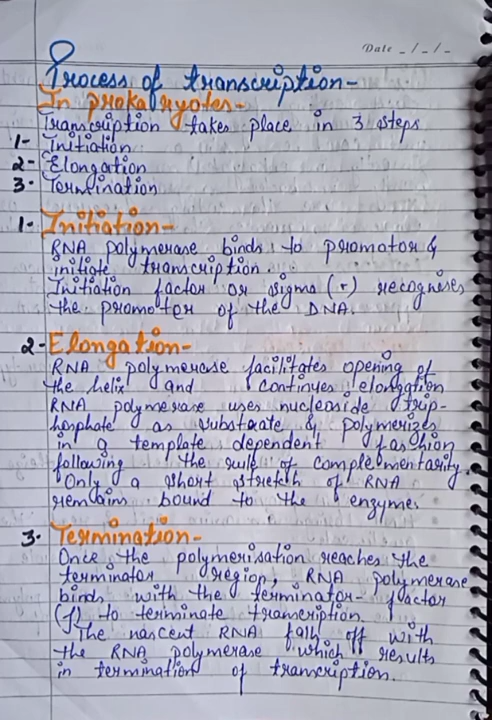 Date _/_/_
Process of transcription-
In prokaryotes-
Transcription takes place in 3 steps
1- Initiation
2- Elongation
3- Termination
1- Initiation-
RNA polymerase binds to promotor &
initiate transcription.
Initiation factor or sigma (r) recognises
the promoter of the DNA.
2- Elongation-
RNA polymerase facilitates opening of
the helix and continues elongation
RNA polymerase uses nucleoside trip-
hosphate as substrate & polymerizes
in a template dependent fashion
following the rule of complementarity.
Only a short stretch of RNA
remains bound to the enzyme.
3- Termination-
Once the polymerisation reaches the
terminator region, RNA polymerase
binds with the terminator- factor
(f) to terminate transcription.
The nascent RNA falls off with
the RNA polymerase which results
in termination of transcription.